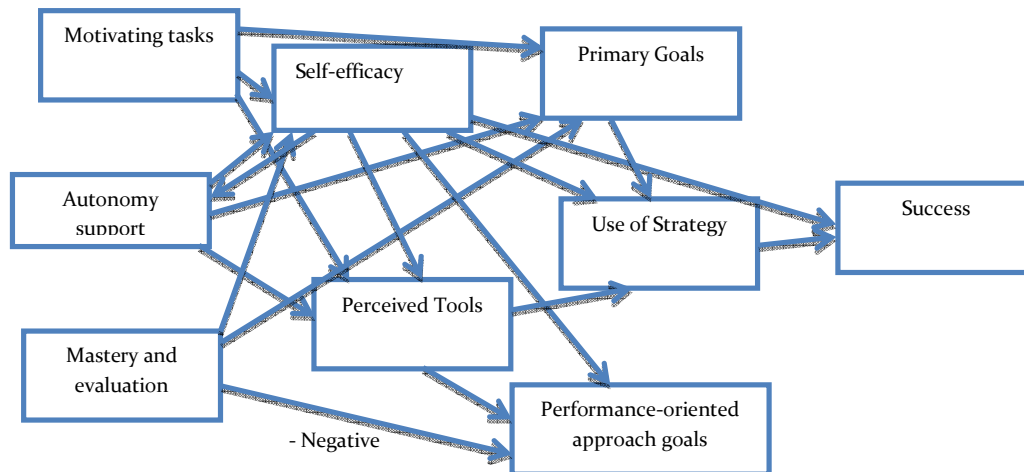 Motivating tasks
Self-efficacy
Primary Goals
Autonomy
support
Use of Strategy
Success
Perceived Tools
Mastery and
evaluation
Performance-oriented
approach goals
- Negative